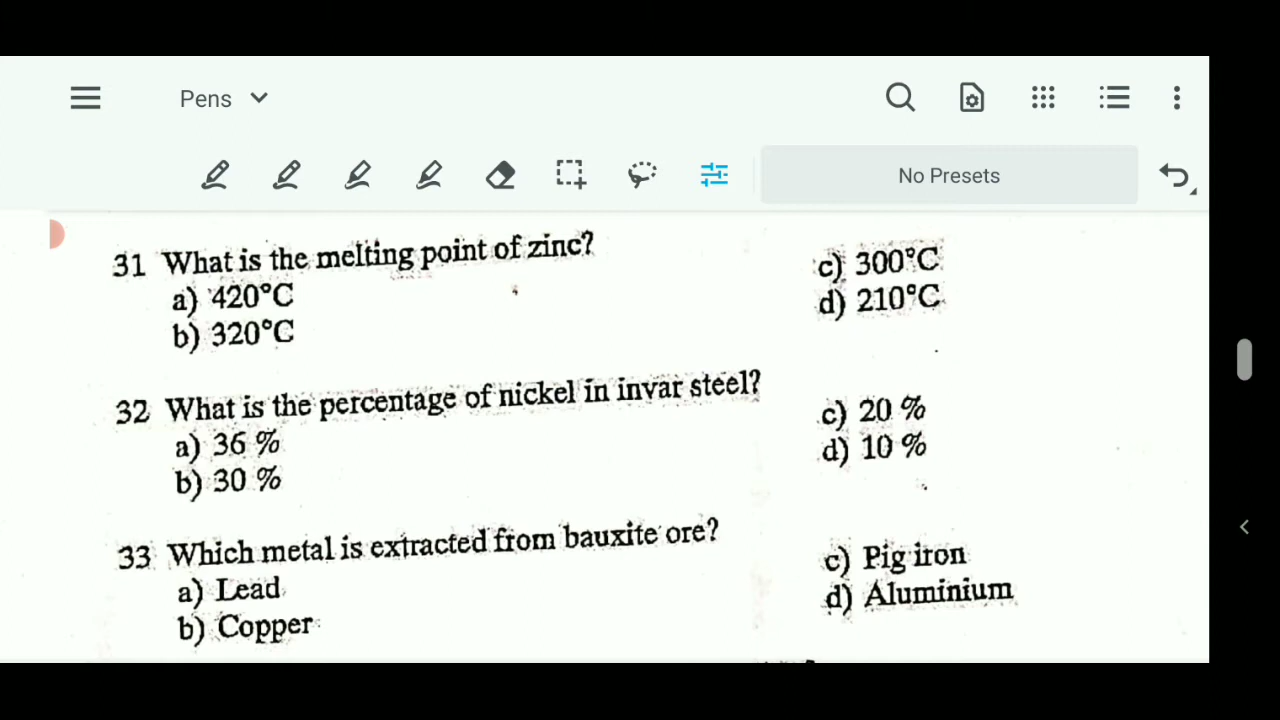 Pens
No Presets
31 What is the melting point of zinc?
a) 420°C
b) 320°C
c) 300°C
d) 210°C
32 What is the percentage of nickel in invar steel?
a) 36 %
b) 30 %
c) 20 %
d) 10 %
33 Which metal is extracted from bauxite ore?
a) Lead
b) Copper
c) Pig iron
d) Aluminium